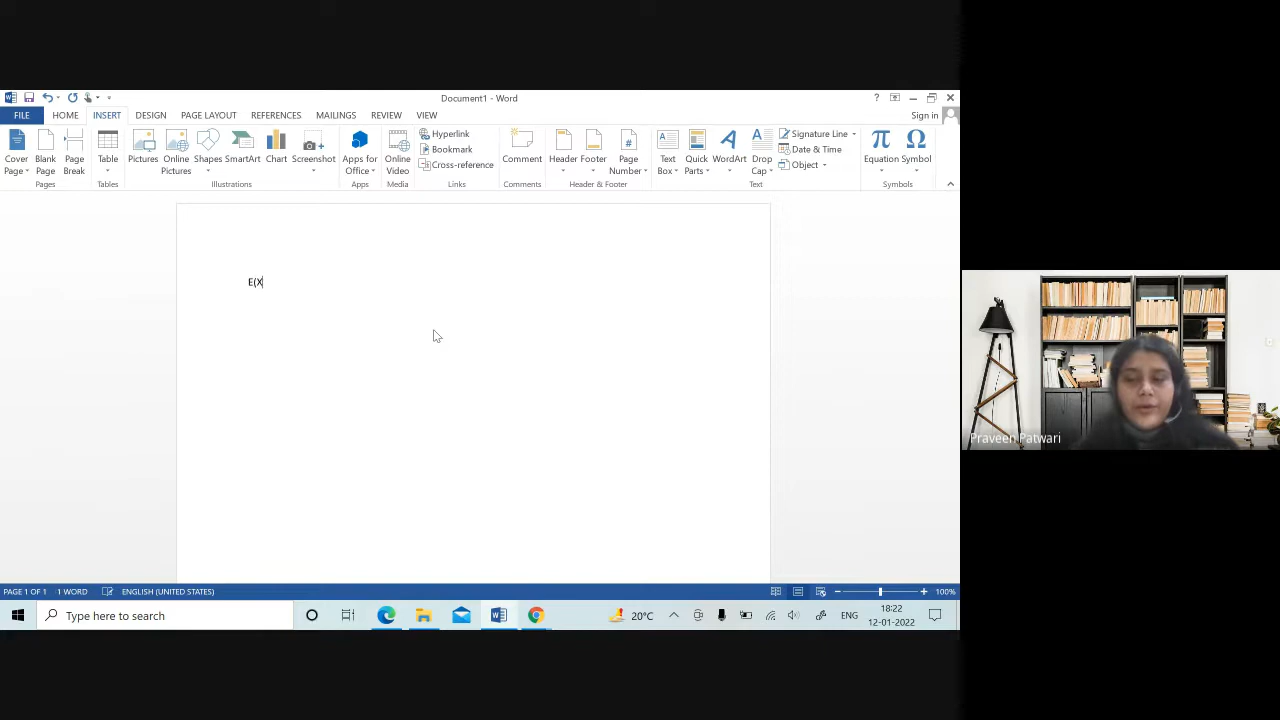 Document1 - Word
?
FILE HOME INSERT DESIGN PAGE LAYOUT REFERENCES MAILINGS REVIEW VIEW Sign in
Cover Page Blank Page Page Break Table Pictures Online Pictures Shapes SmartArt Chart Screenshot Apps for Office Online Video Hyperlink Bookmark Cross-reference Comment Header Footer Page Number Text Box Quick Parts WordArt Drop Cap Signature Line Date & Time Object Equation Symbol
Pages Tables Illustrations Apps Media Links Comments Header & Footer Text Symbols
E(X
Praveen Patwari
PAGE 1 OF 1 1 WORD ENGLISH (UNITED STATES) 100%
Type here to search 20°C ENG 18:22
12-01-2022